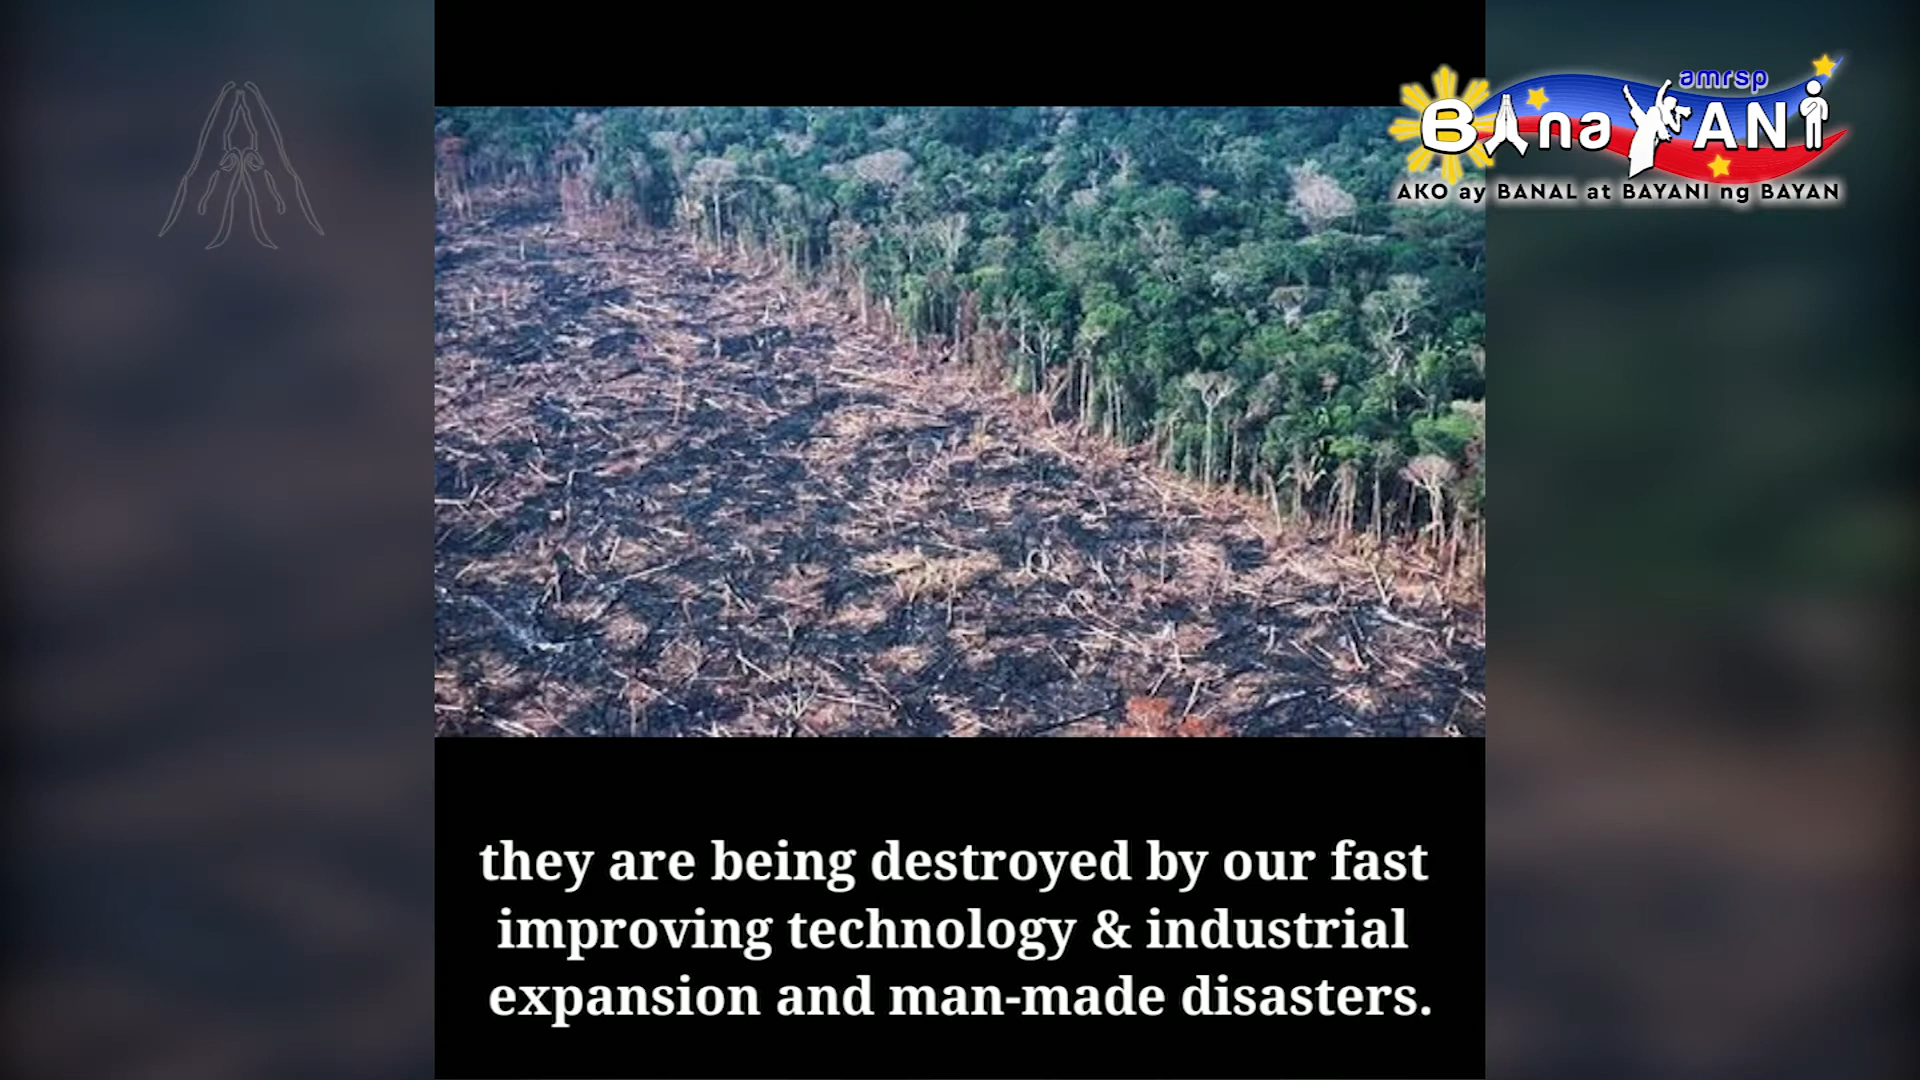 amrsp
BAnaYANi
AKO ay BANAL at BAYANI ng BAYAN
they are being destroyed by our fast
improving technology & industrial
expansion and man-made disasters.